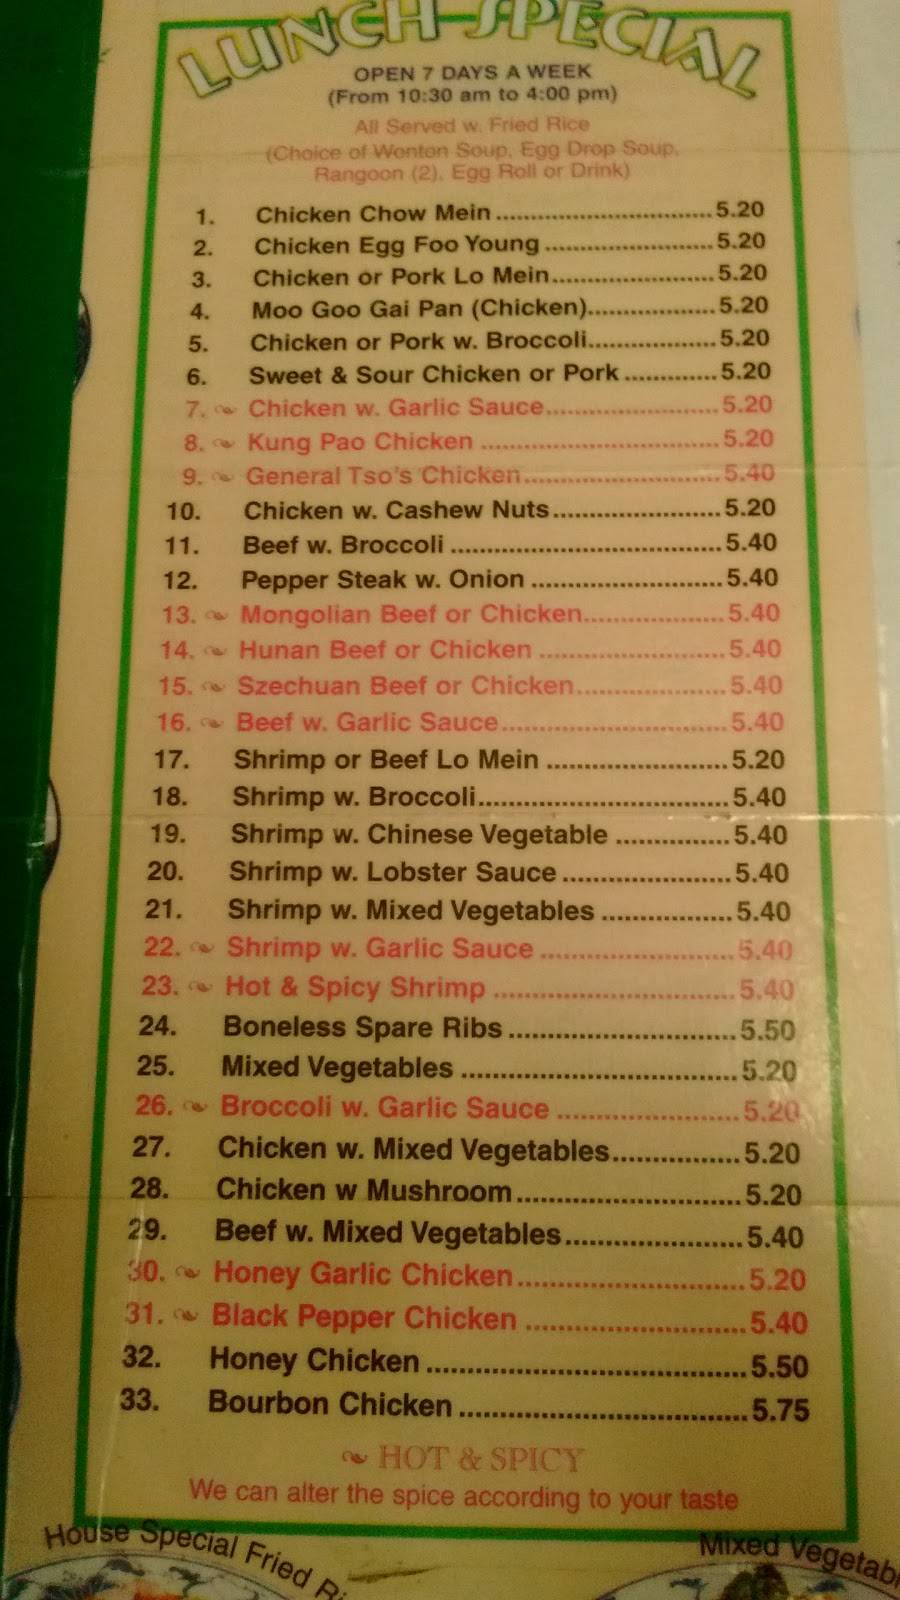 LUNCH SPECIAL
OPEN 7 DAYS A WEEK
(From 10:30 am to 4:00 pm)
All Served w. Fried Rice
(Choice of Wonton Soup, Egg Drop Soup,
Rangoon (2), Egg Roll or Drink)
1. Chicken Chow Mein 5.20
2. Chicken Egg Foo Young 5.20
3. Chicken or Pork Lo Mein 5.20
4. Moo Goo Gai Pan (Chicken) 5.20
5. Chicken or Pork w. Broccoli 5.20
6. Sweet & Sour Chicken or Pork 5.20
7. Chicken w. Garlic Sauce 5.20
8. Kung Pao Chicken 5.20
9. General Tso's Chicken 5.40
10. Chicken w. Cashew Nuts 5.20
11. Beef w. Broccoli 5.40
12. Pepper Steak w. Onion 5.40
13. Mongolian Beef or Chicken 5.40
14. Hunan Beef or Chicken 5.40
15. Szechuan Beef or Chicken 5.40
16. Beef w. Garlic Sauce 5.40
17. Shrimp or Beef Lo Mein 5.20
18. Shrimp w. Broccoli 5.40
19. Shrimp w. Chinese Vegetable 5.40
20. Shrimp w. Lobster Sauce 5.40
21. Shrimp w. Mixed Vegetables 5.40
22. Shrimp w. Garlic Sauce 5.40
23. Hot & Spicy Shrimp 5.40
24. Boneless Spare Ribs 5.50
25. Mixed Vegetables 5.20
26. Broccoli w. Garlic Sauce 5.20
27. Chicken w. Mixed Vegetables 5.20
28. Chicken w Mushroom 5.20
29. Beef w. Mixed Vegetables 5.40
30. Honey Garlic Chicken 5.20
31. Black Pepper Chicken 5.40
32. Honey Chicken 5.50
33. Bourbon Chicken 5.75
HOT & SPICY
We can alter the spice according to your taste
House Special Fried Ri
Mixed Vegetab